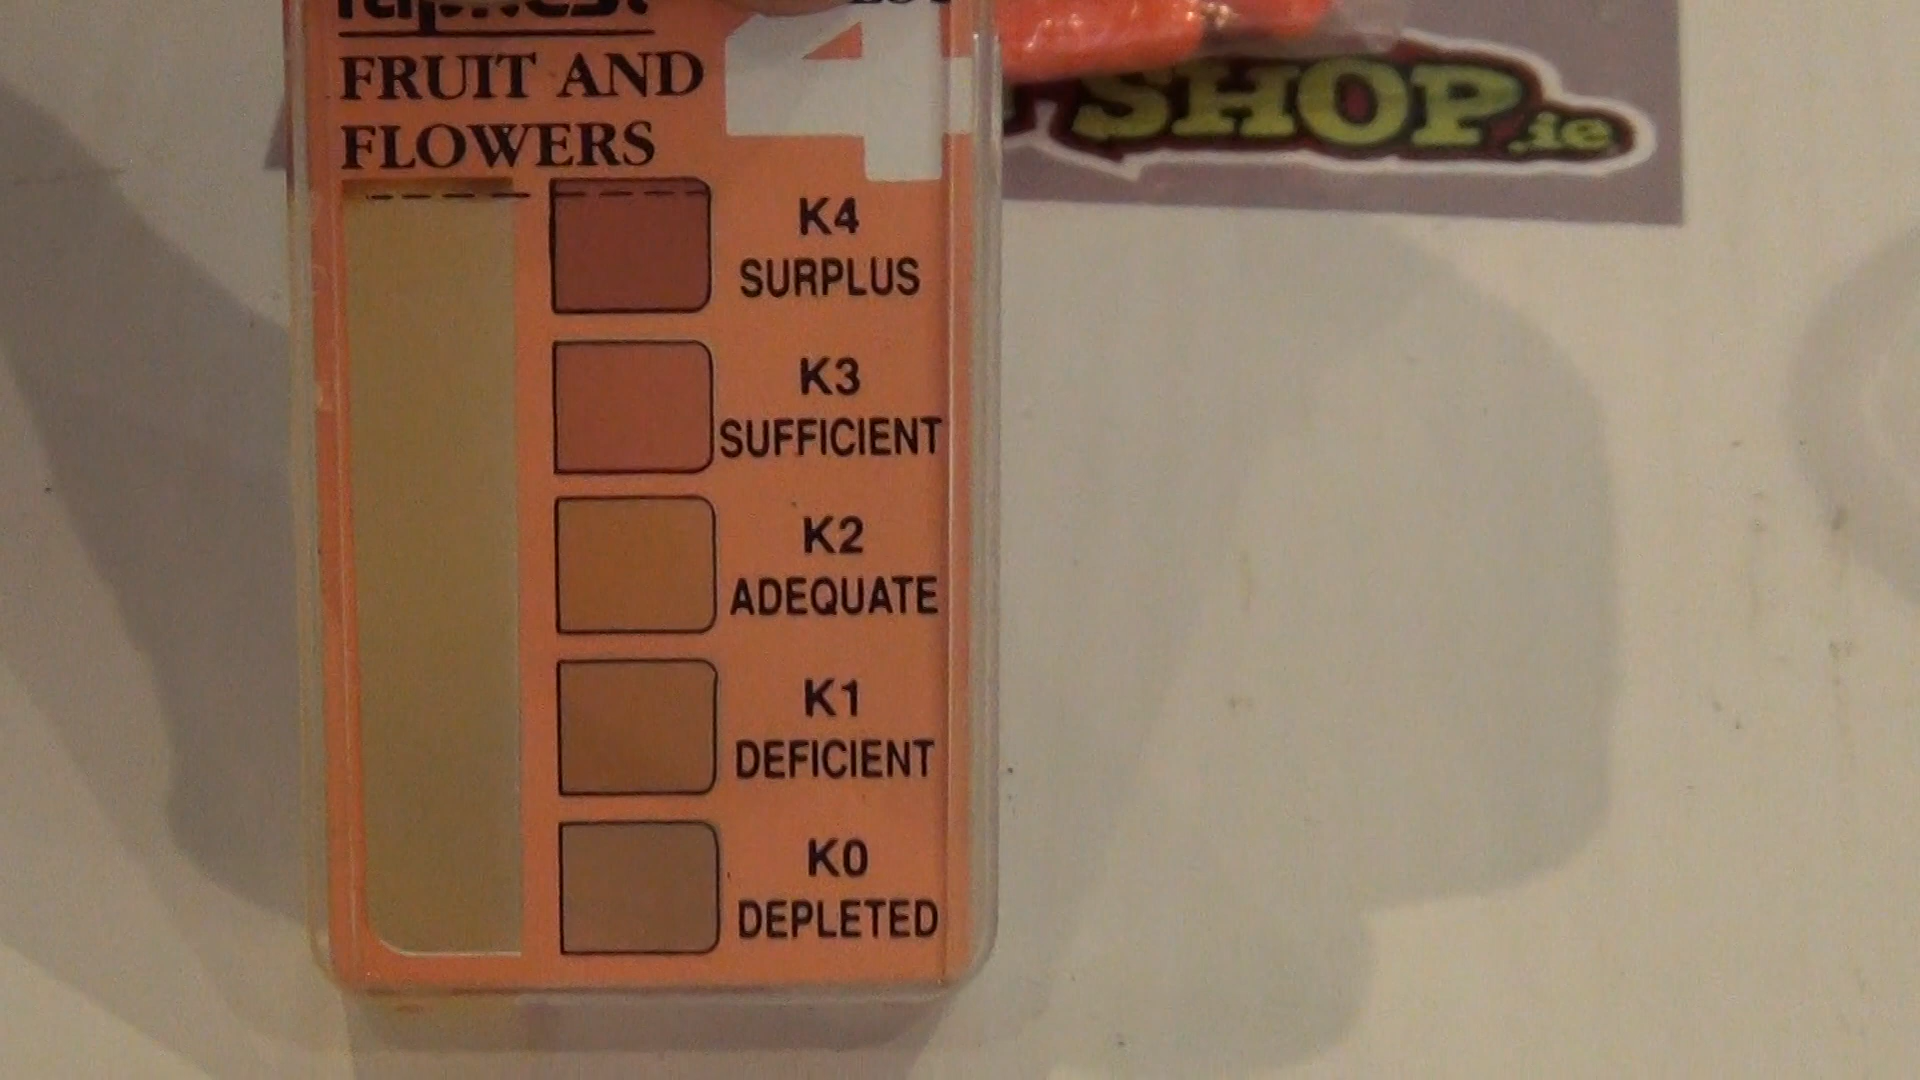 FRUIT AND
FLOWERS
4
SHOP.ie
K4
SURPLUS
K3
SUFFICIENT
K2
ADEQUATE
K1
DEFICIENT
K0
DEPLETED